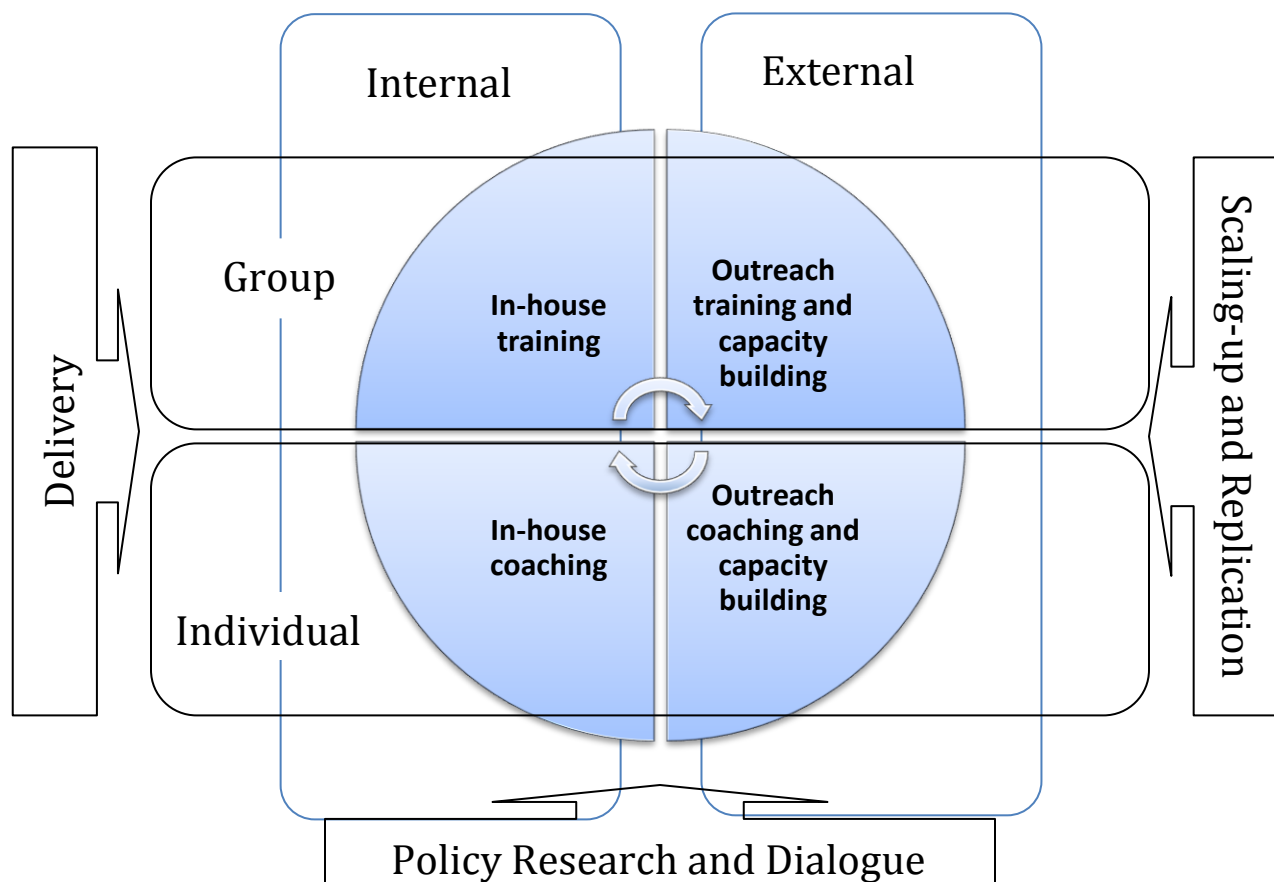 Internal
External
Delivery
Group
In-house
training
Outreach
training and
capacity
building
Scaling-up and Replication
Individual
In-house
coaching
Outreach
coaching and
capacity
building
Policy Research and Dialogue